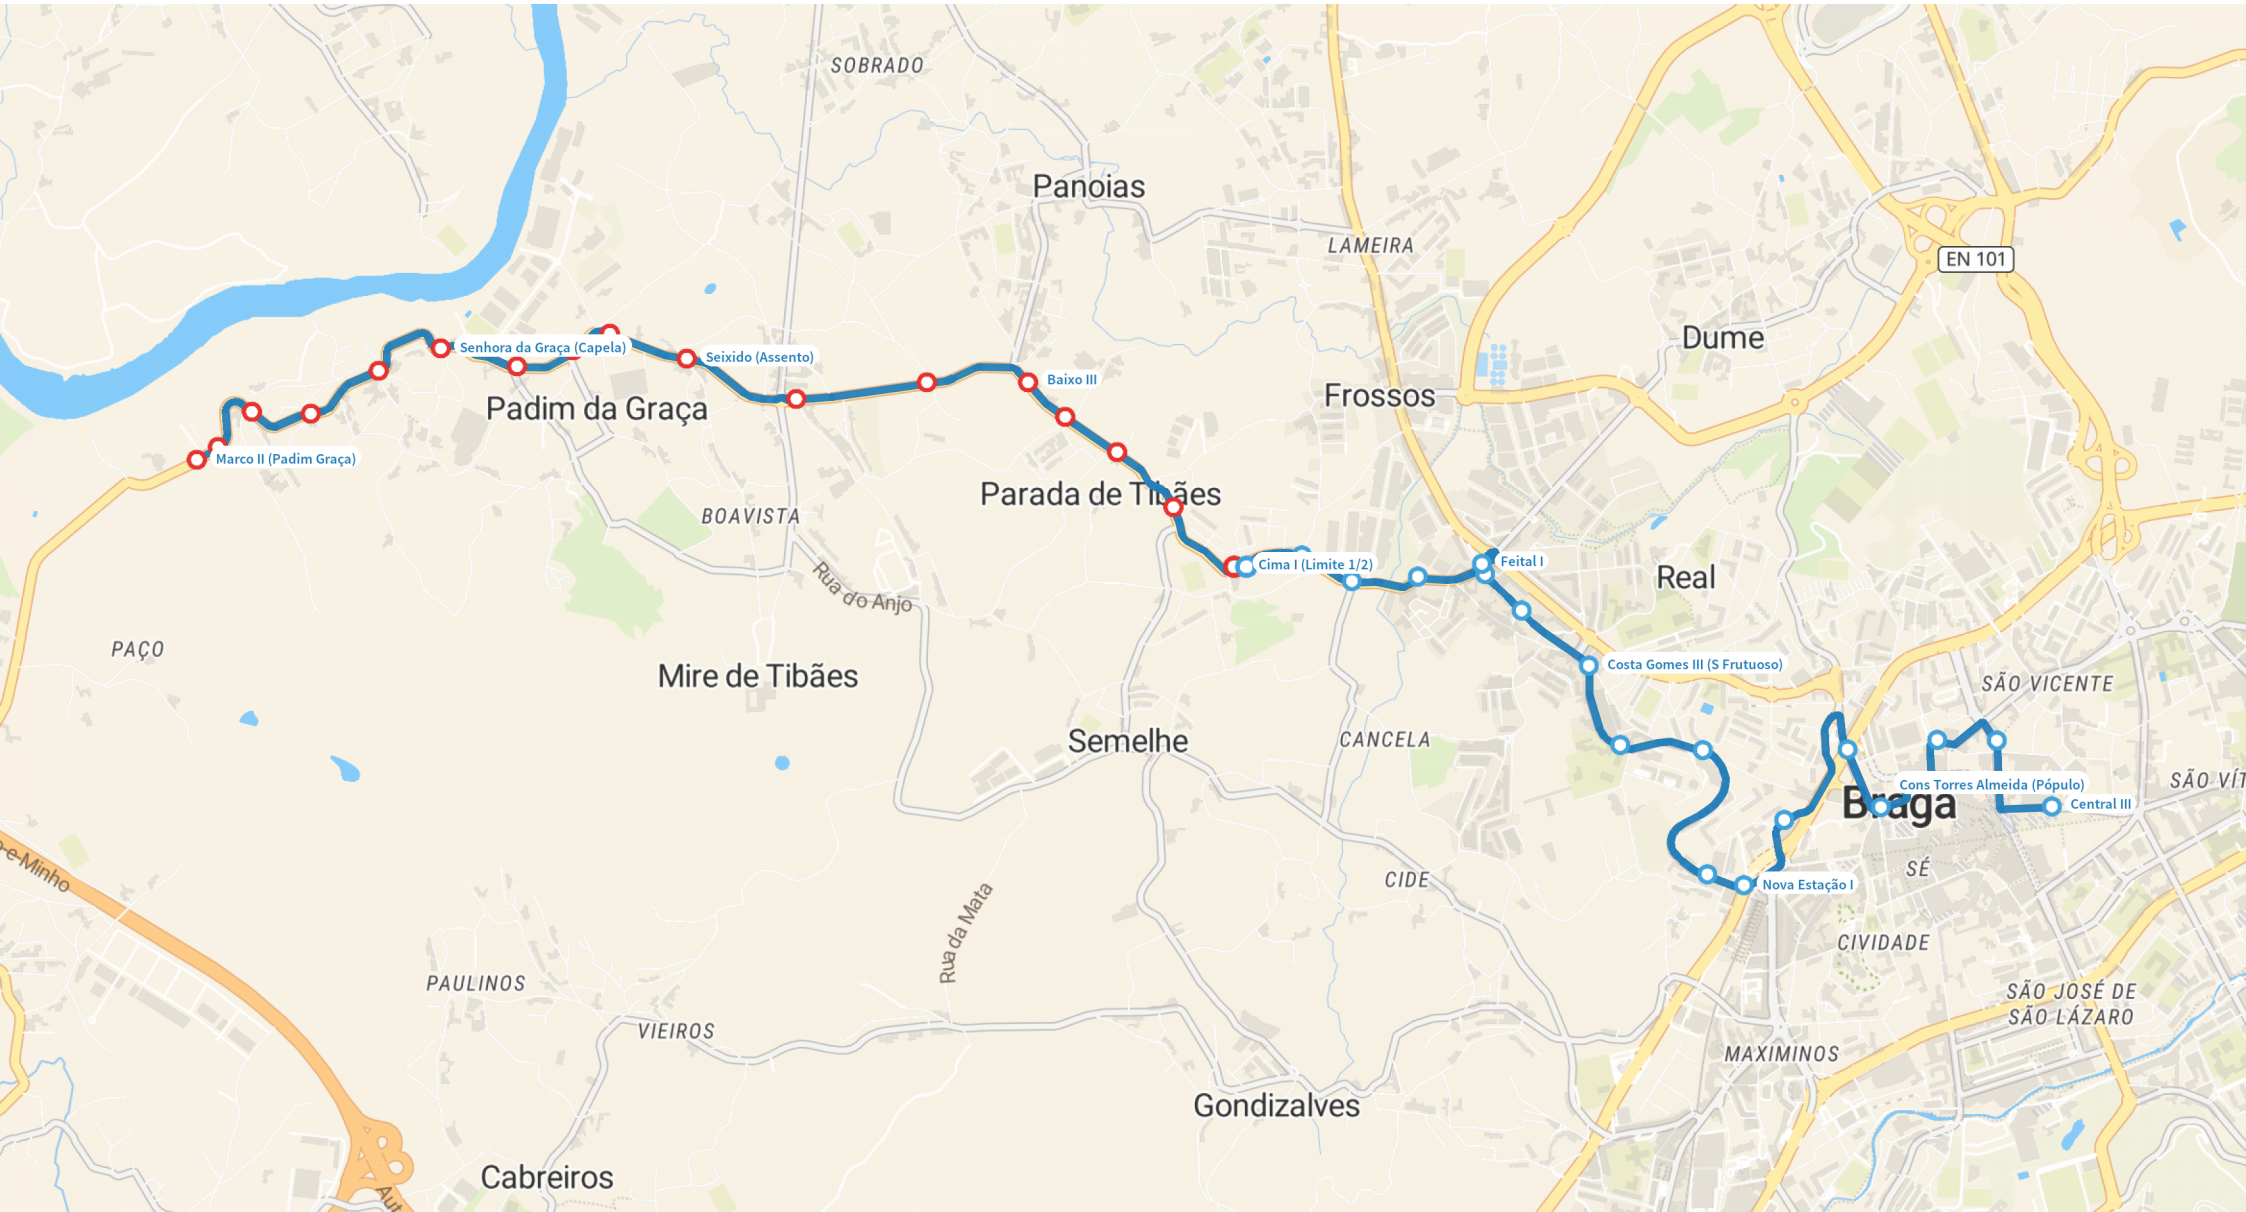 SOBRADO
Panoias
LAMEIRA
EN 101
Dume
Senhora da Graça (Capela)
Seixido (Assento)
Baixo III
Frossos
Padim da Graça
Marco II (Padim Graça)
Parada de Tibães
BOAVISTA
Cima I (Limite 1/2)
Feital I
Real
Rua do Anjo
PAÇO
Mire de Tibães
Costa Gomes III (S Frutuoso)
SÃO VICENTE
Semelhe
CANCELA
SÃO VÍT
Cons Torres Almeida (Pópulo)
Braga
Central III
o-e-Minho
SÉ
CIDE
Nova Estação I
Rua da Mata
CIVIDADE
PAULINOS
SÃO JOSÉ DE
SÃO LÁZARO
VIEIROS
MAXIMINOS
Gondizalves
Cabreiros
Aut